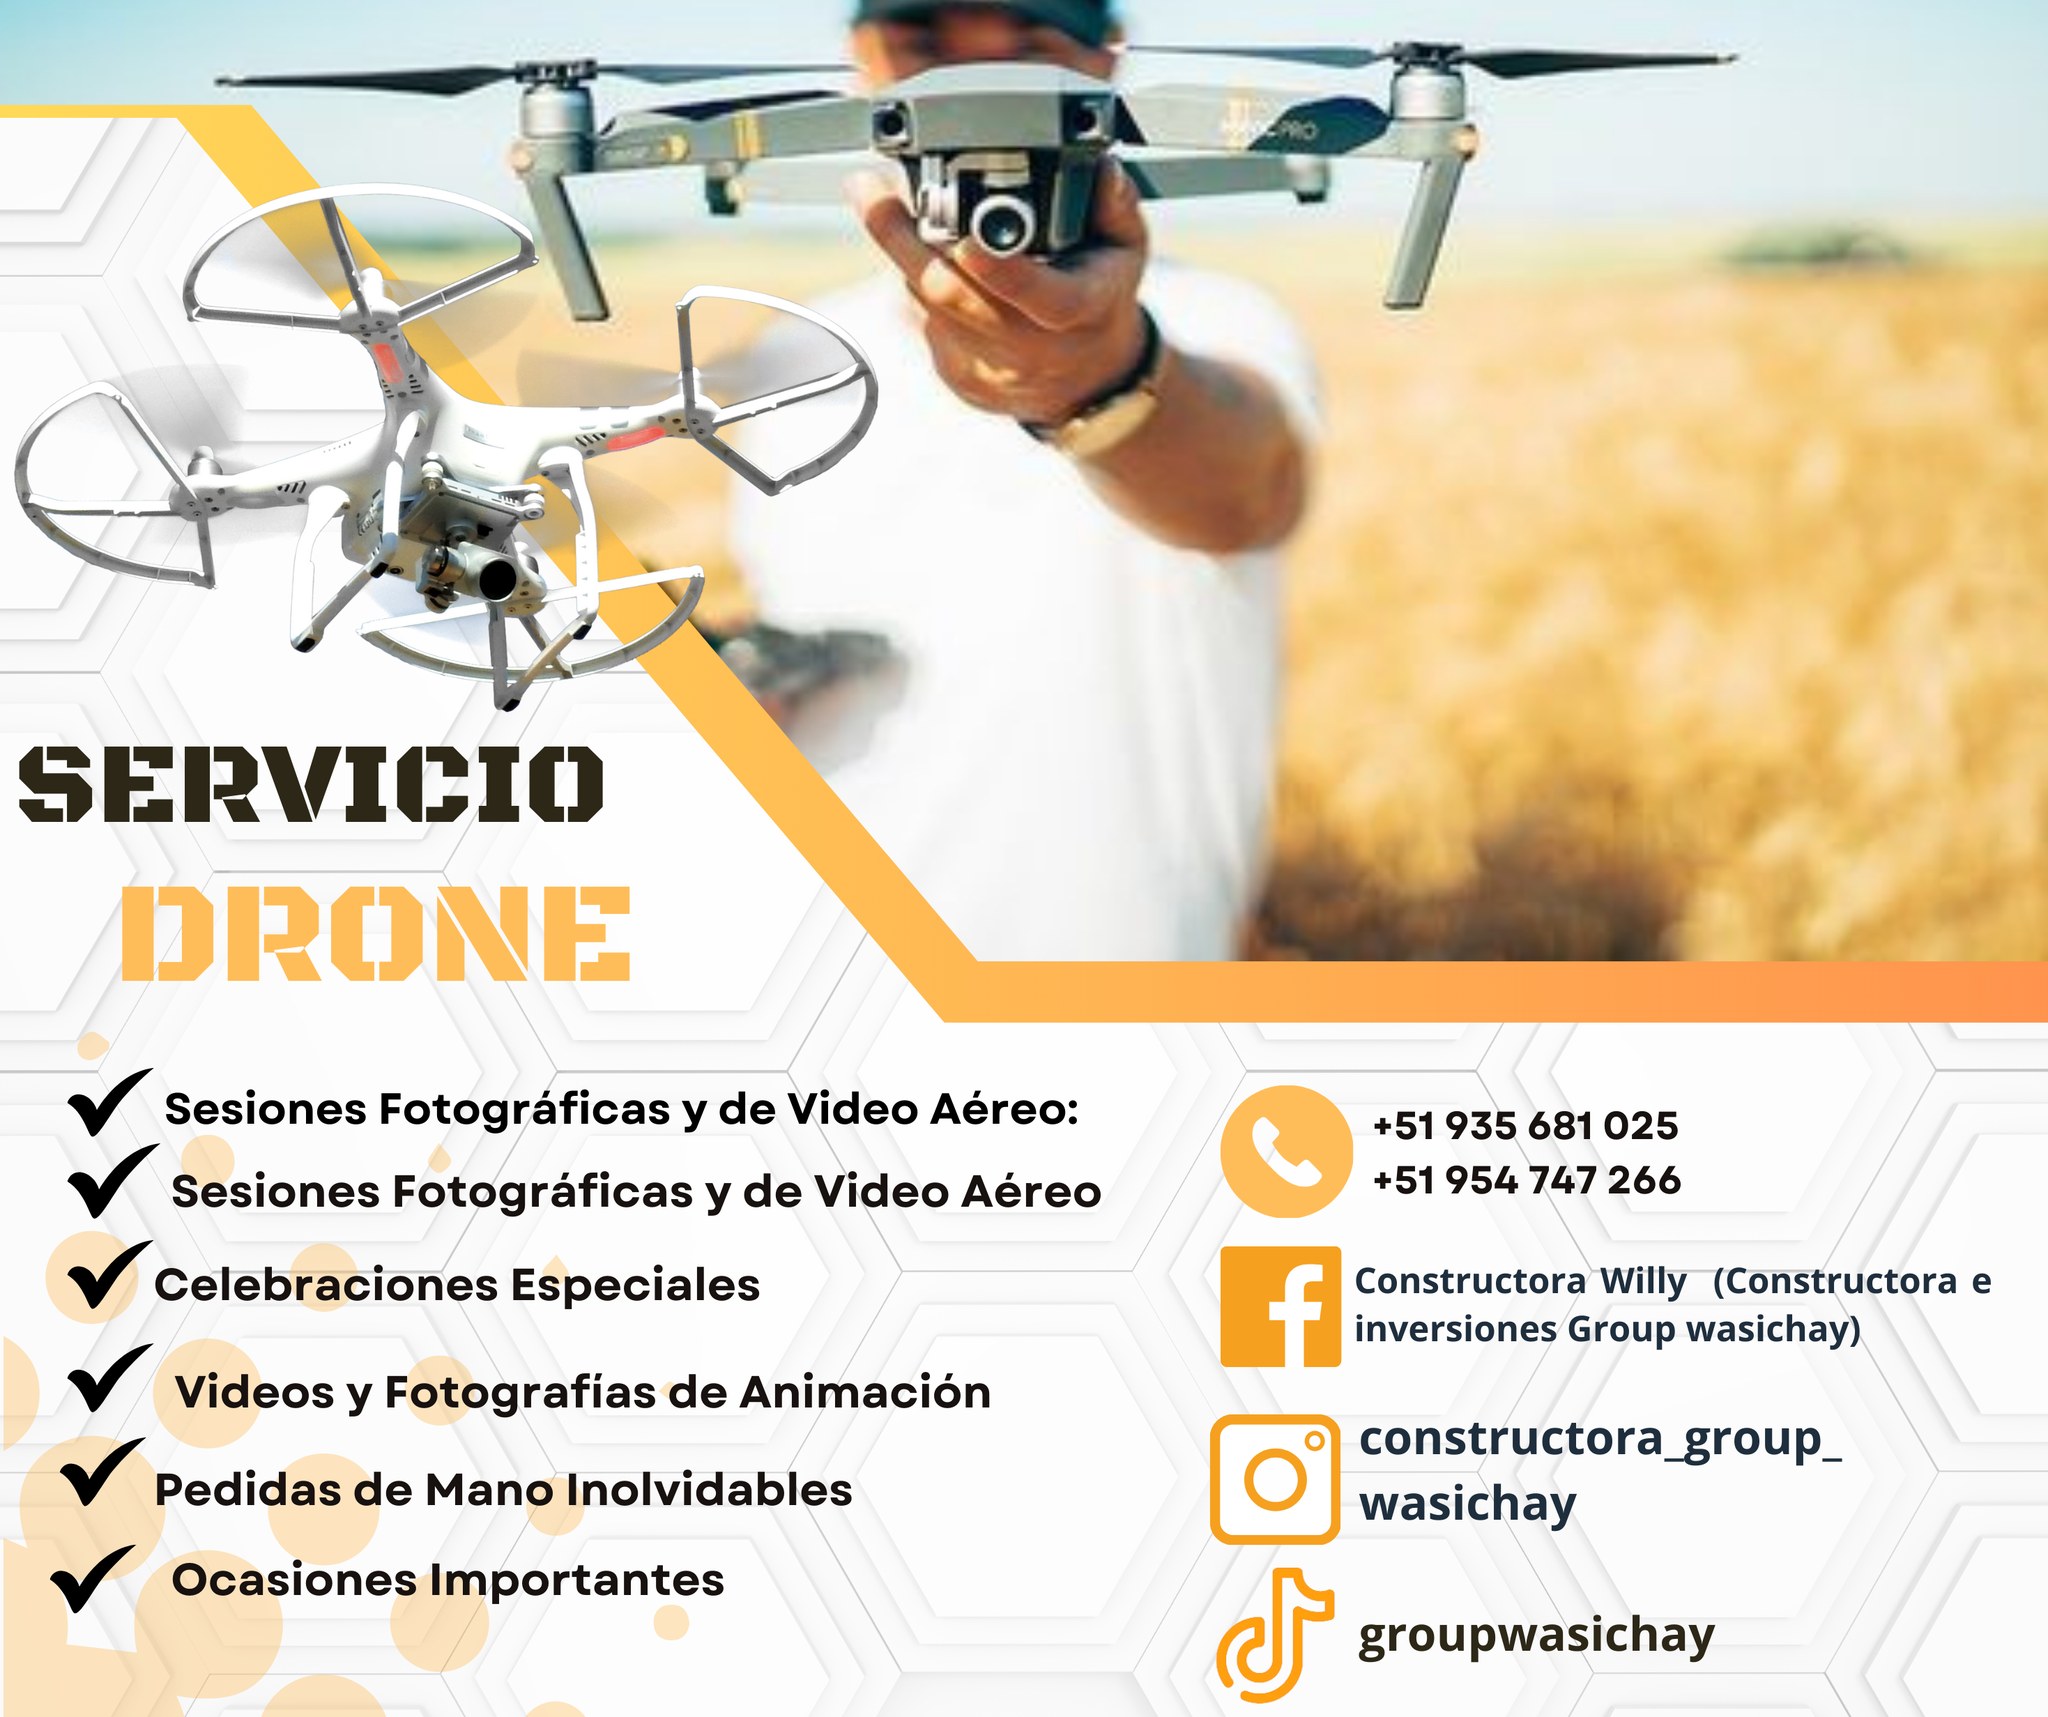 PRO
SERVICIO
DRONE
Sesiones Fotográficas y de Video Aéreo:
Sesiones Fotográficas y de Video Aéreo
Celebraciones Especiales
Videos y Fotografías de Animación
Pedidas de Mano Inolvidables
Ocasiones Importantes
+51 935 681 025
+51 954 747 266
Constructora Willy (Constructora e
inversiones Group wasichay)
constructora_group_
wasichay
groupwasichay